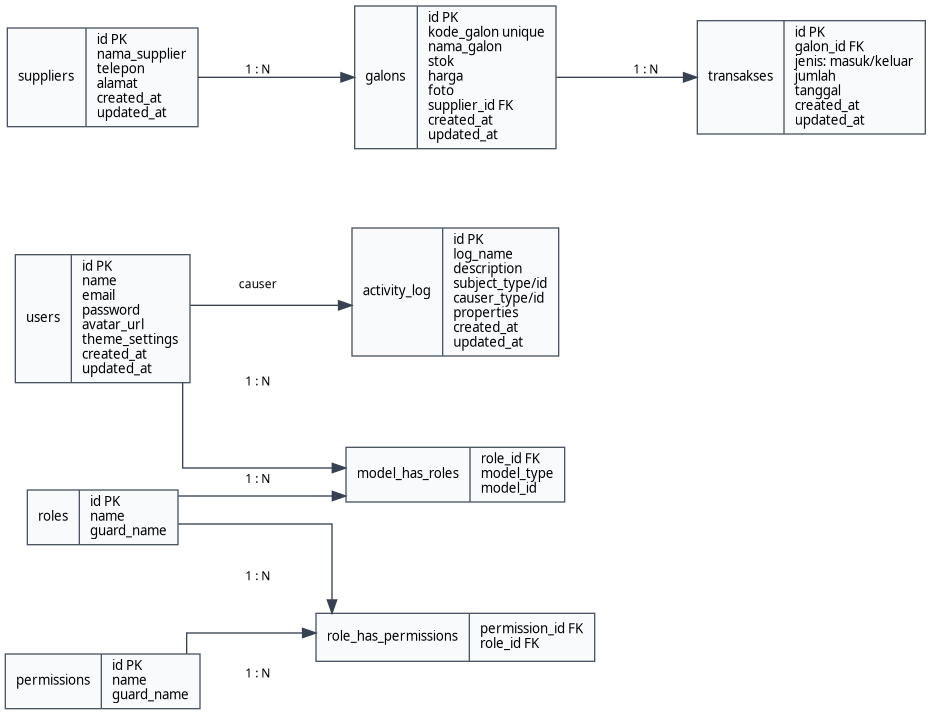 suppliers
id PK
nama_supplier
telepon
alamat
created_at
updated_at
1 : N
galons
id PK
kode_galon unique
nama_galon
stok
harga
foto
supplier_id FK
created_at
updated_at
1 : N
transakses
id PK
galon_id FK
jenis: masuk/keluar
jumlah
tanggal
created_at
updated_at
users
id PK
name
email
password
avatar_url
theme_settings
created_at
updated_at
causer
activity_log
id PK
log_name
description
subject_type/id
causer_type/id
properties
created_at
updated_at
1 : N
model_has_roles
role_id FK
model_type
model_id
1 : N
roles
id PK
name
guard_name
1 : N
role_has_permissions
permission_id FK
role_id FK
permissions
id PK
name
guard_name
1 : N